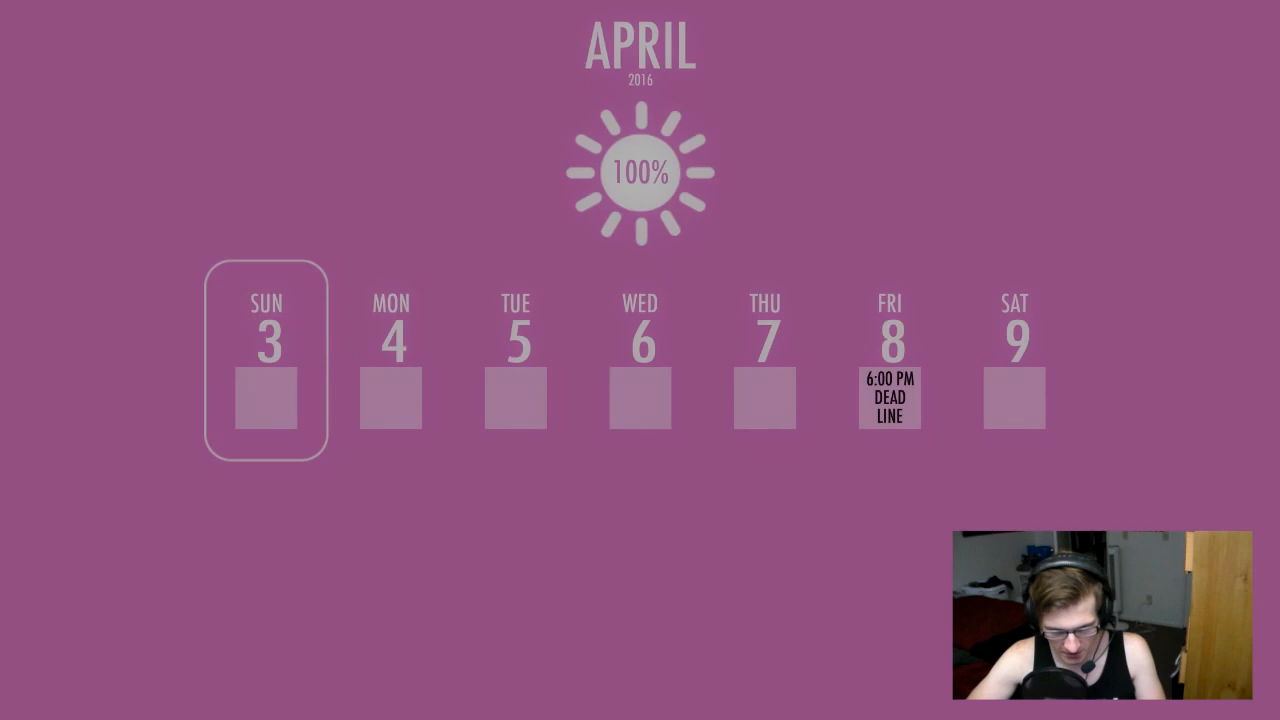 APRIL
2016
100%
SUN MON TUE WED THU FRI SAT
3 4 5 6 7 8 9
6:00 PM
DEAD
LINE